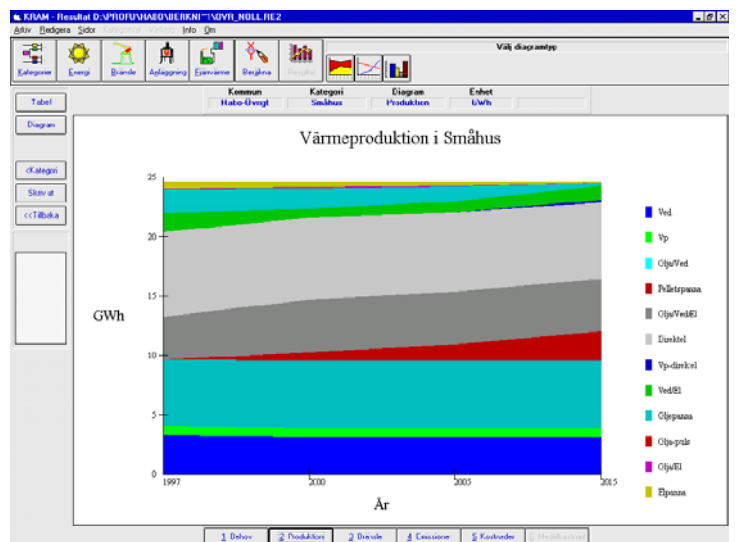 KRAM - Resultat D:\PROFU\HABO\BERKNI~1\OVR_NOLL.RE2
Arkiv Redigera Sidor Kategorival Verktyg Info Om
Välj diagramtyp
Kategorier Energi Bränsle Anläggning Fjärrvärme Beräkna Resultat
Kommun Kategori Diagram Enhet
Habo-Övrigt Småhus Produktion GWh
Tabell
Diagram
<Kategori
Skriv ut
<<Tillbaka
Värmeproduktion i Småhus
25
20
15
10
5
0
GWh
1997 2000 2005 2015
År
Ved
Vp
Olja/Ved
Pelletspanna
Olja/Ved/El
Direktel
Vp-direktel
Ved/El
Oljepanna
Olja-puls
Olja/El
Elpanna
1 Behov 2 Produktion 3 Bränsle 4 Emissioner 5 Kostnader 6 Medelkostnad